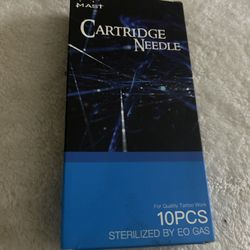 MAST
CARTRIDGE
NEEDLE
For Quality Tattoo Work
10PCS
STERILIZED BY EO GAS